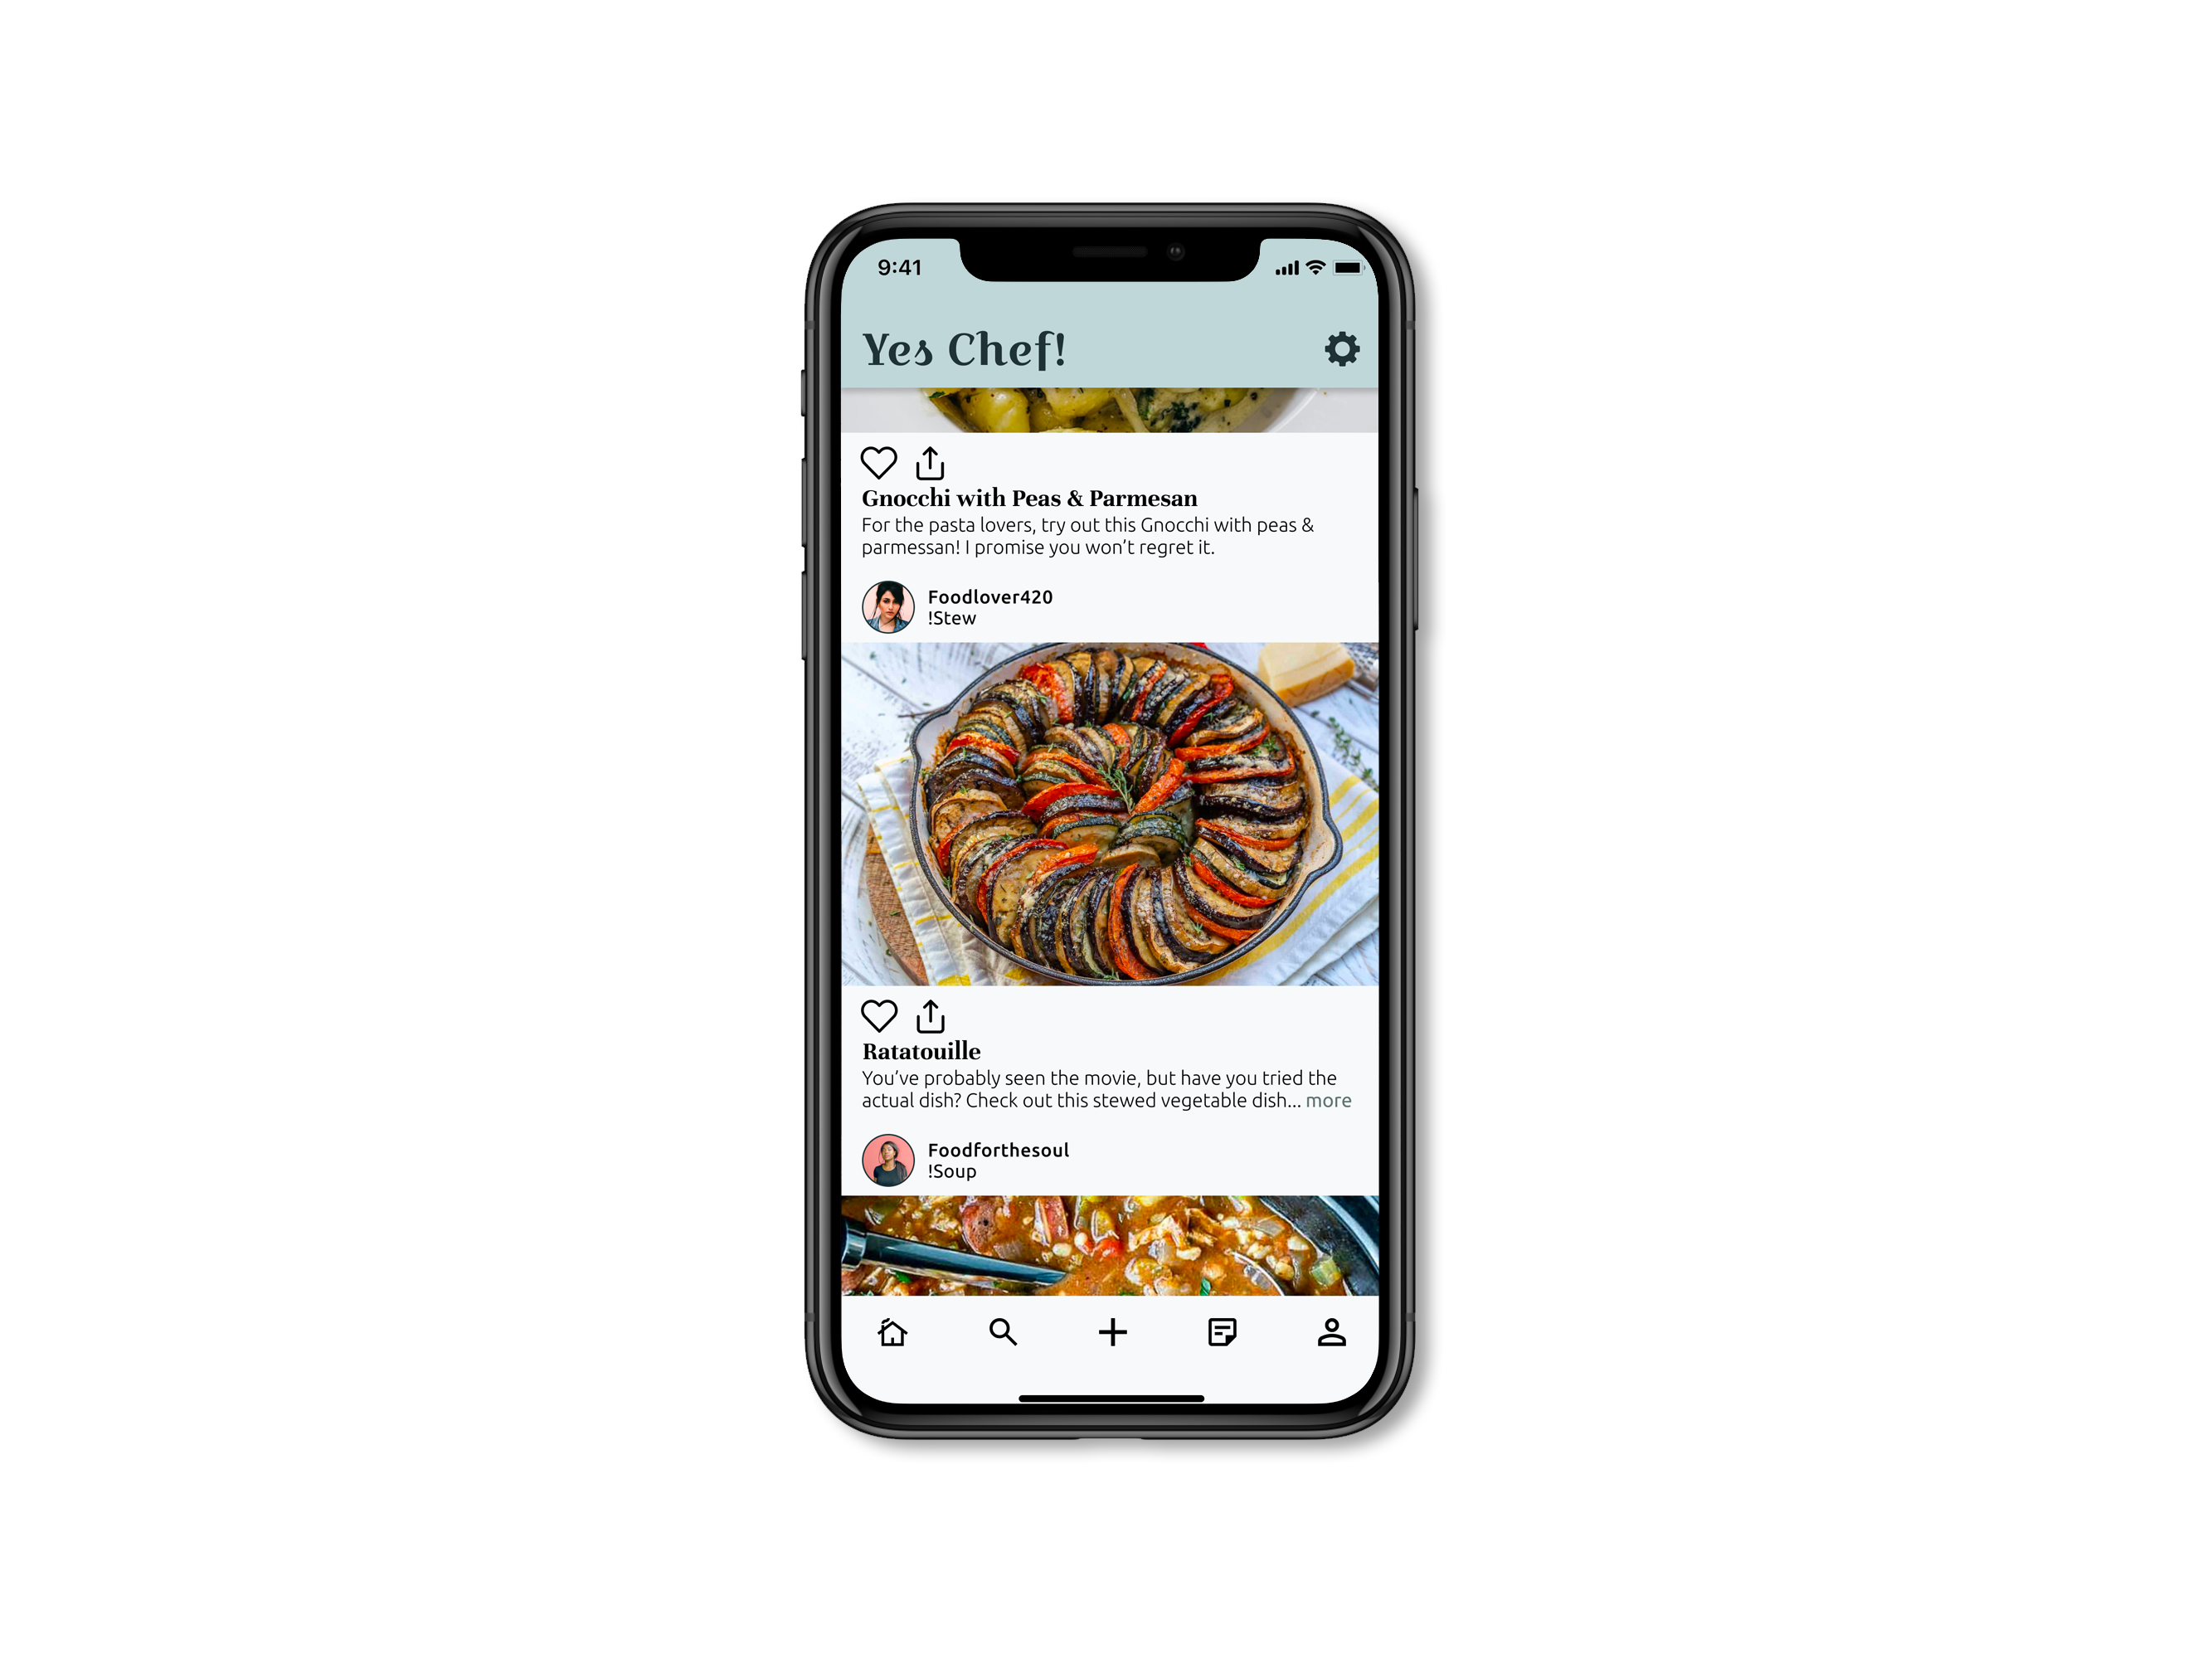 9:41
Yes Chef!
Gnocchi with Peas & Parmesan
For the pasta lovers, try out this Gnocchi with peas &
parmessan! I promise you won't regret it.
Foodlover420
!Stew
Ratatouille
You've probably seen the movie, but have you tried the
actual dish? Check out this stewed vegetable dish... more
Foodforthesoul
!Soup